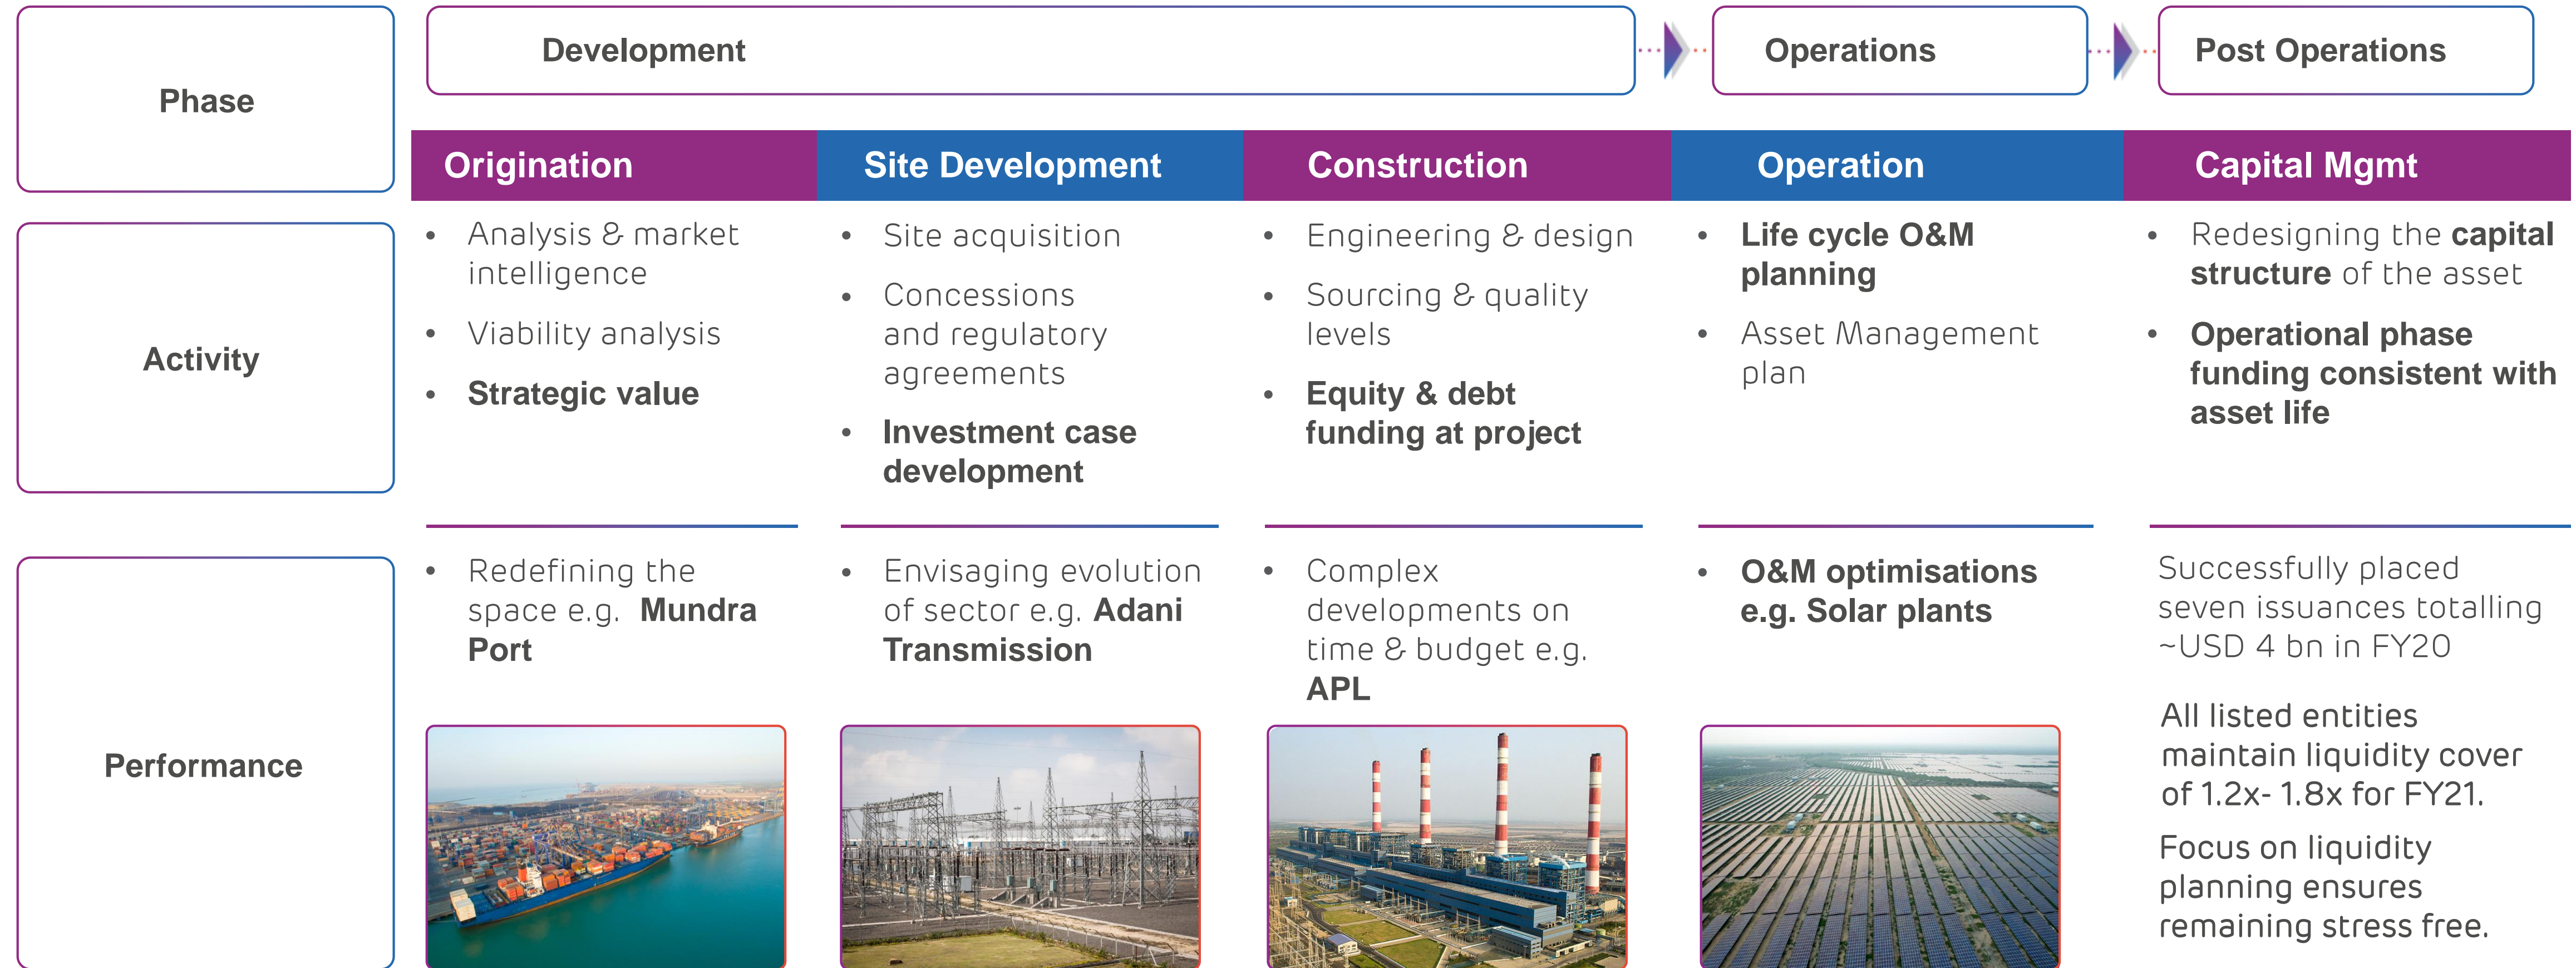 Phase
Development
Operations
Post Operations
Origination
Site Development
Construction
Operation
Capital Mgmt
Activity
• Analysis & market
intelligence
• Viability analysis
• Strategic value
• Site acquisition
• Concessions
and regulatory
agreements
• Investment case
development
• Engineering & design
• Sourcing & quality
levels
• Equity & debt
funding at project
• Life cycle O&M
planning
• Asset Management
plan
• Redesigning the capital
structure of the asset
• Operational phase
funding consistent with
asset life
Performance
• Redefining the
space e.g. Mundra
Port
• Envisaging evolution
of sector e.g. Adani
Transmission
• Complex
developments on
time & budget e.g.
APL
• O&M optimisations
e.g. Solar plants
Successfully placed
seven issuances totalling
~USD 4 bn in FY20
All listed entities
maintain liquidity cover
of 1.2x- 1.8x for FY21.
Focus on liquidity
planning ensures
remaining stress free.